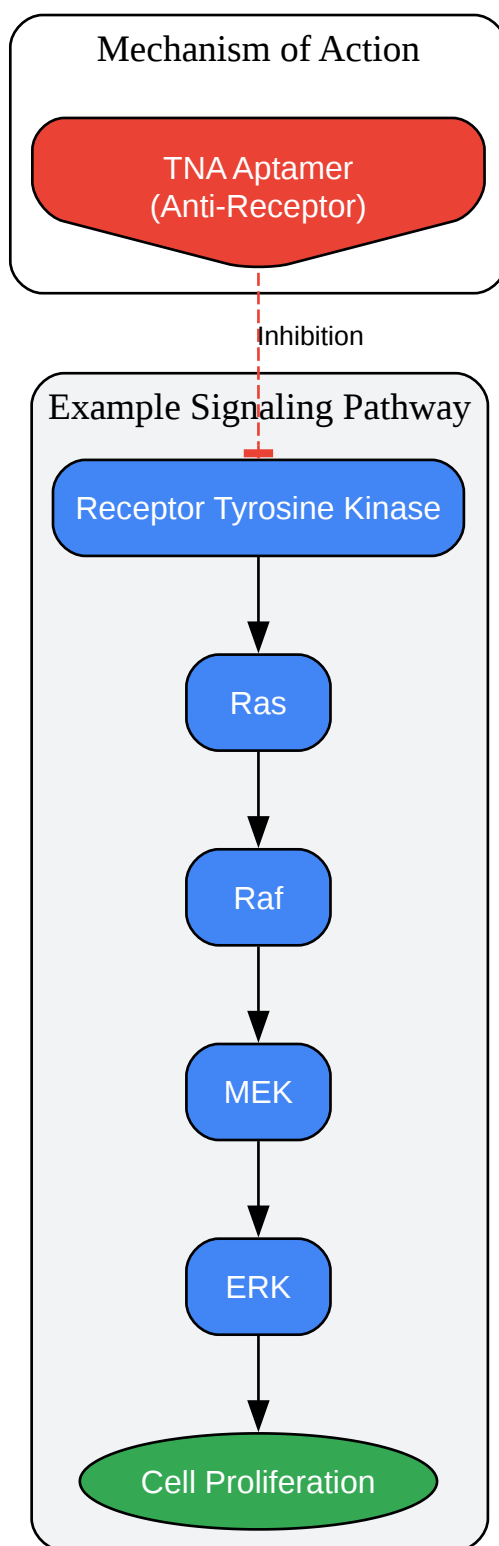 Mechanism of Action
TNA Aptamer
(Anti-Receptor)
Inhibition
Example Signaling Pathway
Receptor Tyrosine Kinase
Ras
Raf
MEK
ERK
Cell Proliferation